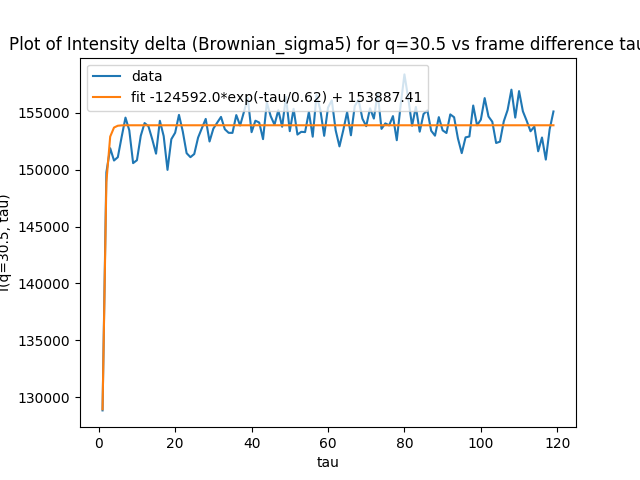 Plot of Intensity delta (Brownian_sigma5) for q=30.5 vs frame difference tau
data
fit -124592.0*exp(-tau/0.62) + 153887.41
155000
150000
145000
140000
135000
130000
I(q=30.5, tau)
0 20 40 60 80 100 120
tau